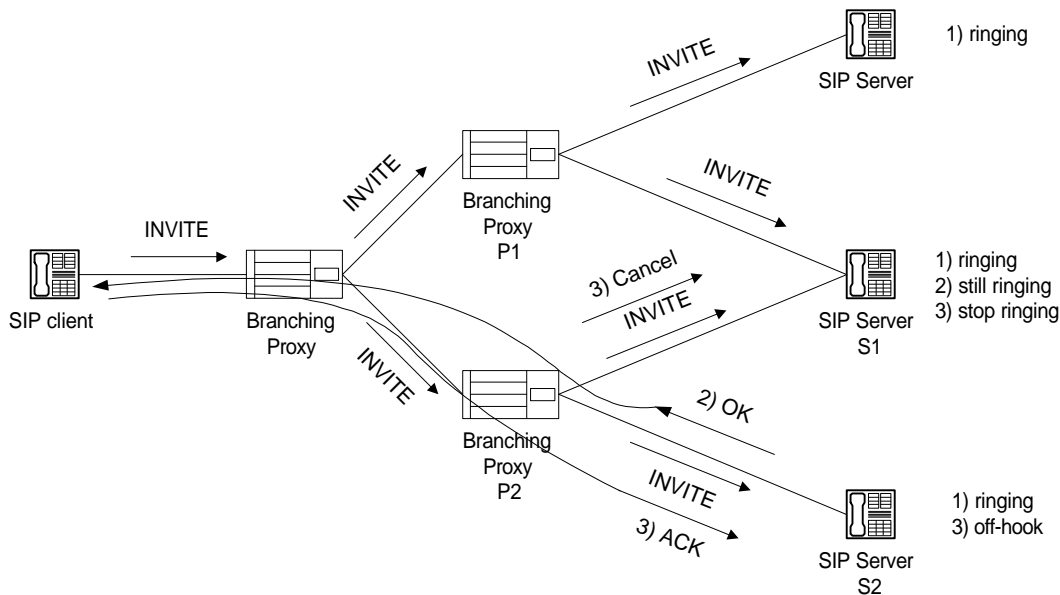 INVITE
1) ringing
SIP Server
INVITE
Branching
Proxy
P1
INVITE
INVITE
SIP client
Branching
Proxy
3) Cancel
INVITE
1) ringing
2) still ringing
3) stop ringing
SIP Server
S1
INVITE
2) OK
Branching
Proxy
P2
INVITE
3) ACK
1) ringing
3) off-hook
SIP Server
S2